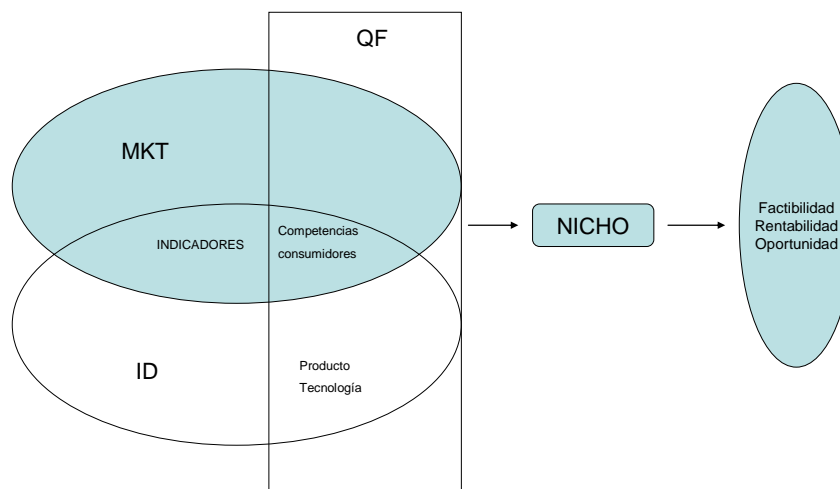 QF
MKT
INDICADORES
Competencias
consumidores
ID
Producto
Tecnología
NICHO
Factibilidad
Rentabilidad
Oportunidad